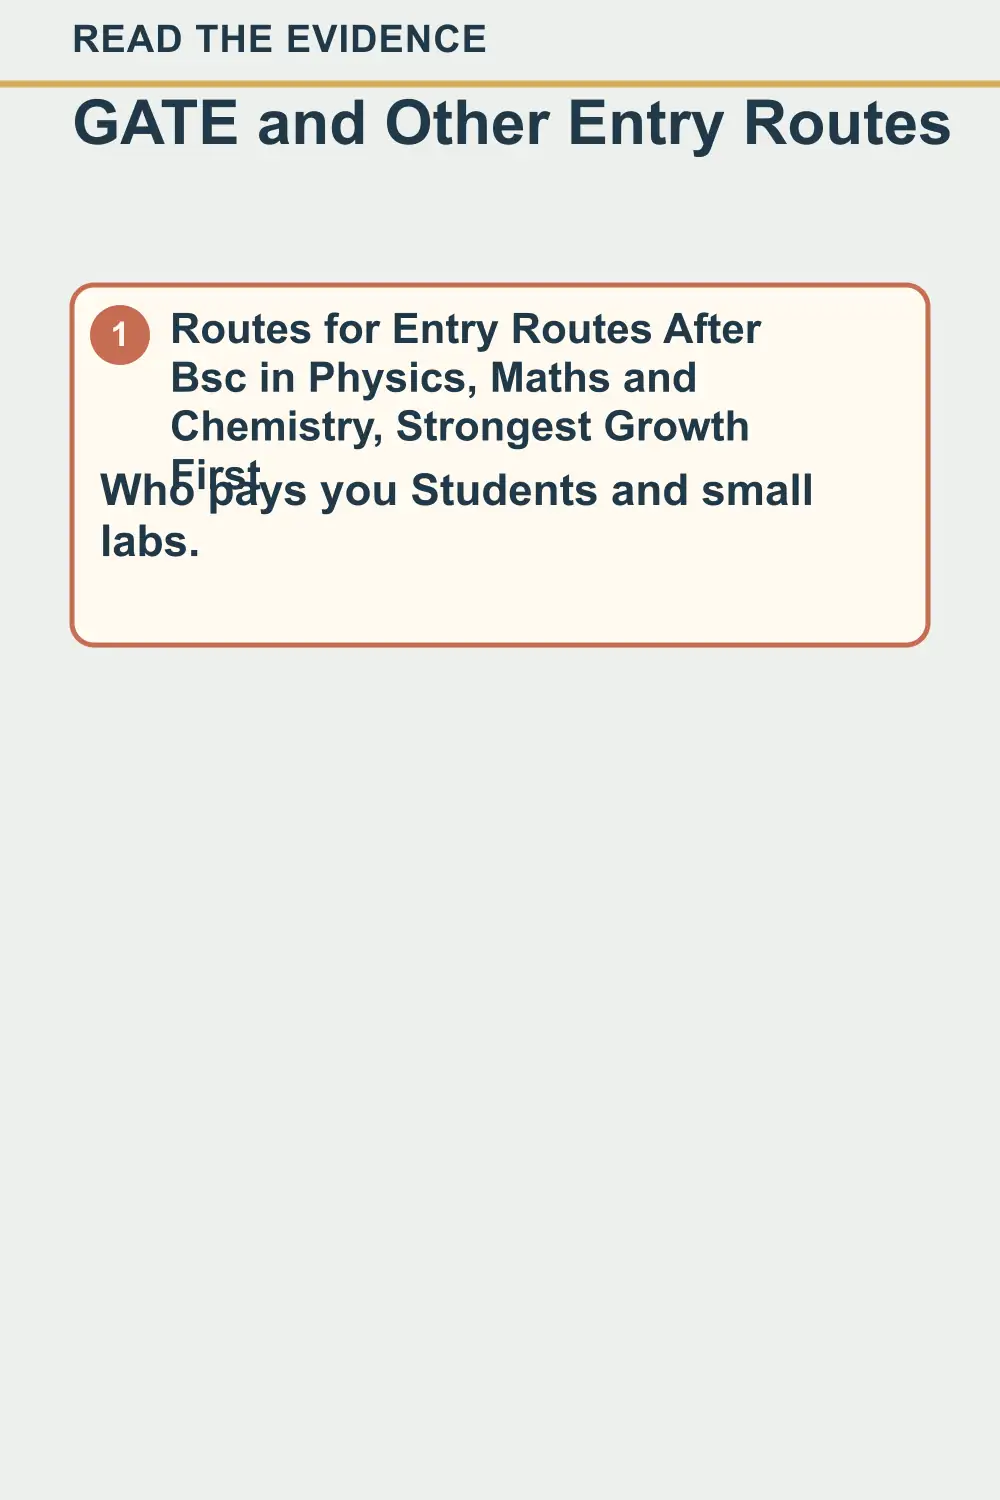 READ THE EVIDENCE
GATE and Other Entry Routes
1
Routes for Entry Routes After
Bsc in Physics, Maths and
Chemistry, Strongest Growth
First
Who pays you Students and small
labs.